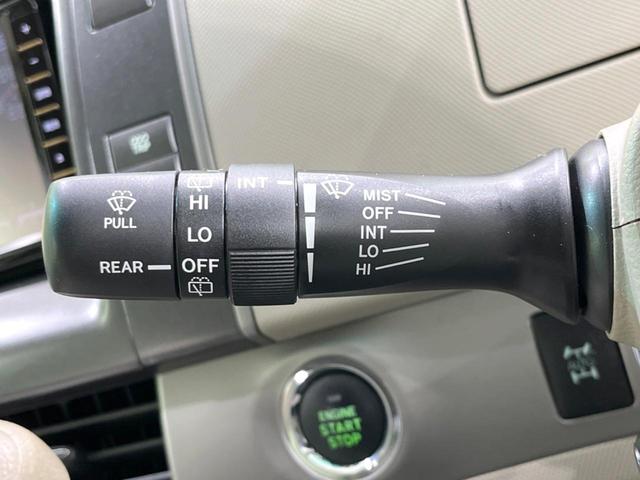 PULL
REAR
HI
LO
OFF
INT
MIST
OFF
INT
LO
HI
ENGINE
START
STOP